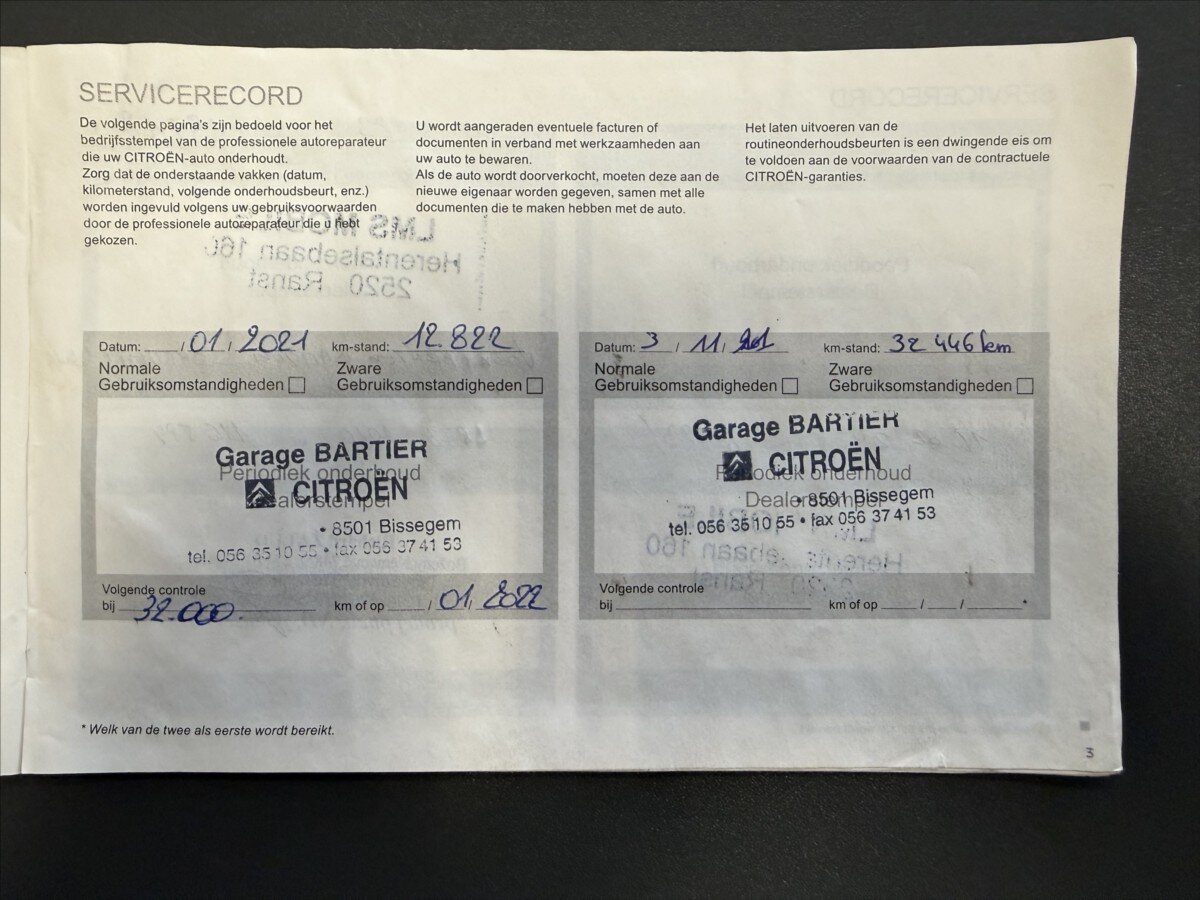 SERVICERECORD
De volgende pagina's zijn bedoeld voor het
bedrijfsstempel van de professionele autoreparateur
die uw CITROËN-auto onderhoudt.
Zorg dat de onderstaande vakken (datum,
kilometerstand, volgende onderhoudsbeurt, enz.)
worden ingevuld volgens uw gebruiksvoorwaarden
door de professionele autoreparateur die u hebt
gekozen.
U wordt aangeraden eventuele facturen of
documenten in verband met werkzaamheden aan
uw auto te bewaren.
Als de auto wordt doorverkocht, moeten deze aan de
nieuwe eigenaar worden gegeven, samen met alle
documenten die te maken hebben met de auto.
Het laten uitvoeren van de
routineonderhoudsbeurten is een dwingende eis om
te voldoen aan de voorwaarden van de contractuele
CITROËN-garanties.
LMS MOBILE
Herentalsebaan 160
2520 Ranst
Datum: ____ / 01 / 2021 km-stand: 12.822
Normale
Gebruiksomstandigheden
Zware
Gebruiksomstandigheden
Garage BARTIER
Periodiek onderhoud
CITROËN
Dealerstempel
• 8501 Bissegem
tel. 056 35 10 55 • fax 056 37 41 53
Volgende controle
bij 32.000. km of op ____ / 01, 2022
Datum: 3 / 11 / km-stand: 32 446 km
Normale
Gebruiksomstandigheden
Zware
Gebruiksomstandigheden
Garage BARTIER
CITROËN
Periodiek onderhoud
Dealerstempel
• 8501 Bissegem
tel. 056 35 10 55 • fax 056 37 41 53
Volgende controle
bij ____ km of op ____ / ____ / ____ *
* Welk van de twee als eerste wordt bereikt.
3